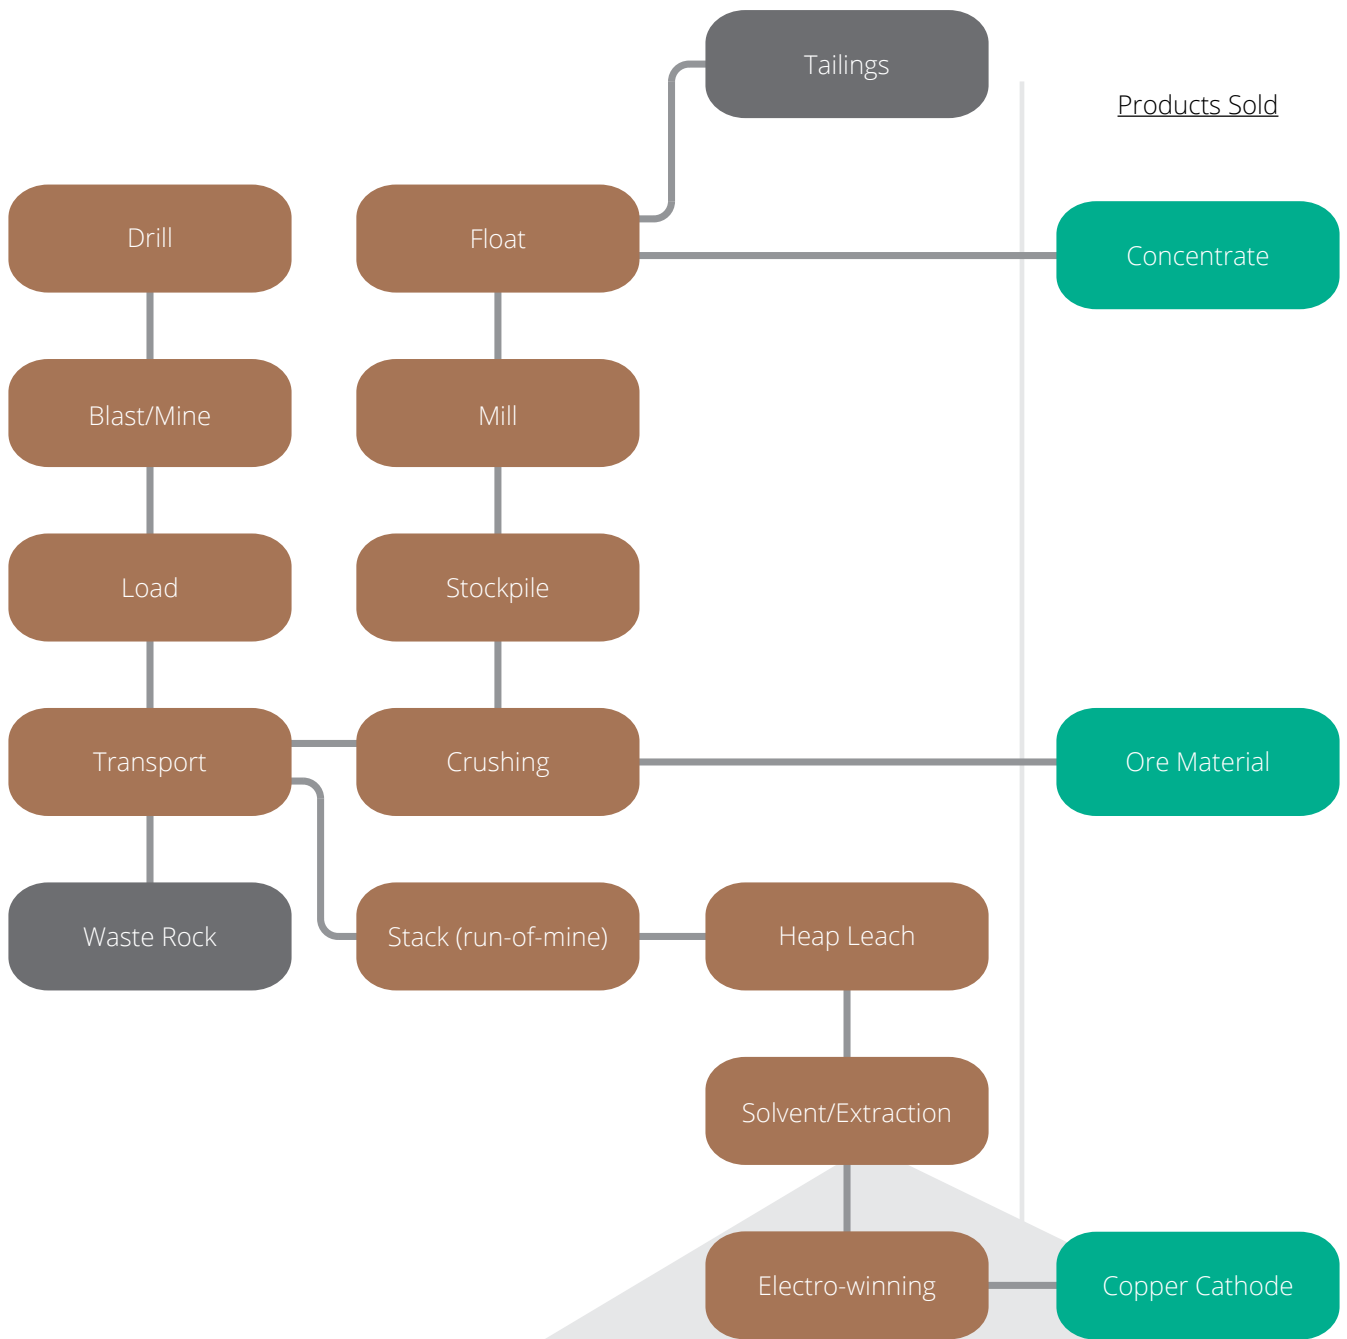 Tailings
Products Sold
Drill
Float
Concentrate
Blast/Mine
Mill
Load
Stockpile
Transport
Crushing
Ore Material
Waste Rock
Stack (run-of-mine)
Heap Leach
Solvent/Extraction
Electro-winning
Copper Cathode